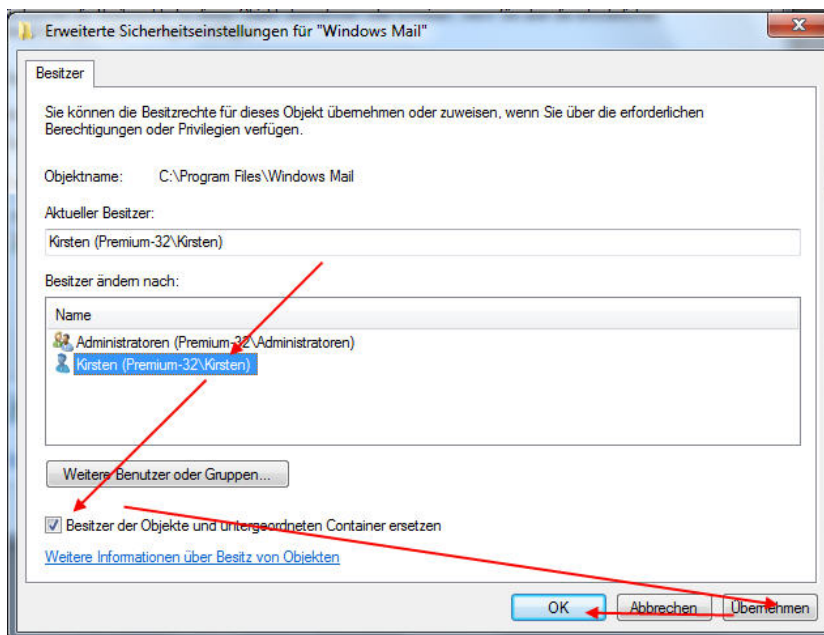 Erweiterte Sicherheitseinstellungen für "Windows Mail"
Besitzer
Sie können die Besitzrechte für dieses Objekt übernehmen oder zuweisen, wenn Sie über die erforderlichen
Berechtigungen oder Privilegien verfügen.
Objektname: C:\Program Files\Windows Mail
Aktueller Besitzer:
Kirsten (Premium-32\Kirsten)
Besitzer ändern nach:
Name
Administratoren (Premium-32\Administratoren)
Kirsten (Premium-32\Kirsten)
Weitere Benutzer oder Gruppen...
Besitzer der Objekte und untergeordneten Container ersetzen
Weitere Informationen über Besitz von Objekten
OK Abbrechen Übernehmen